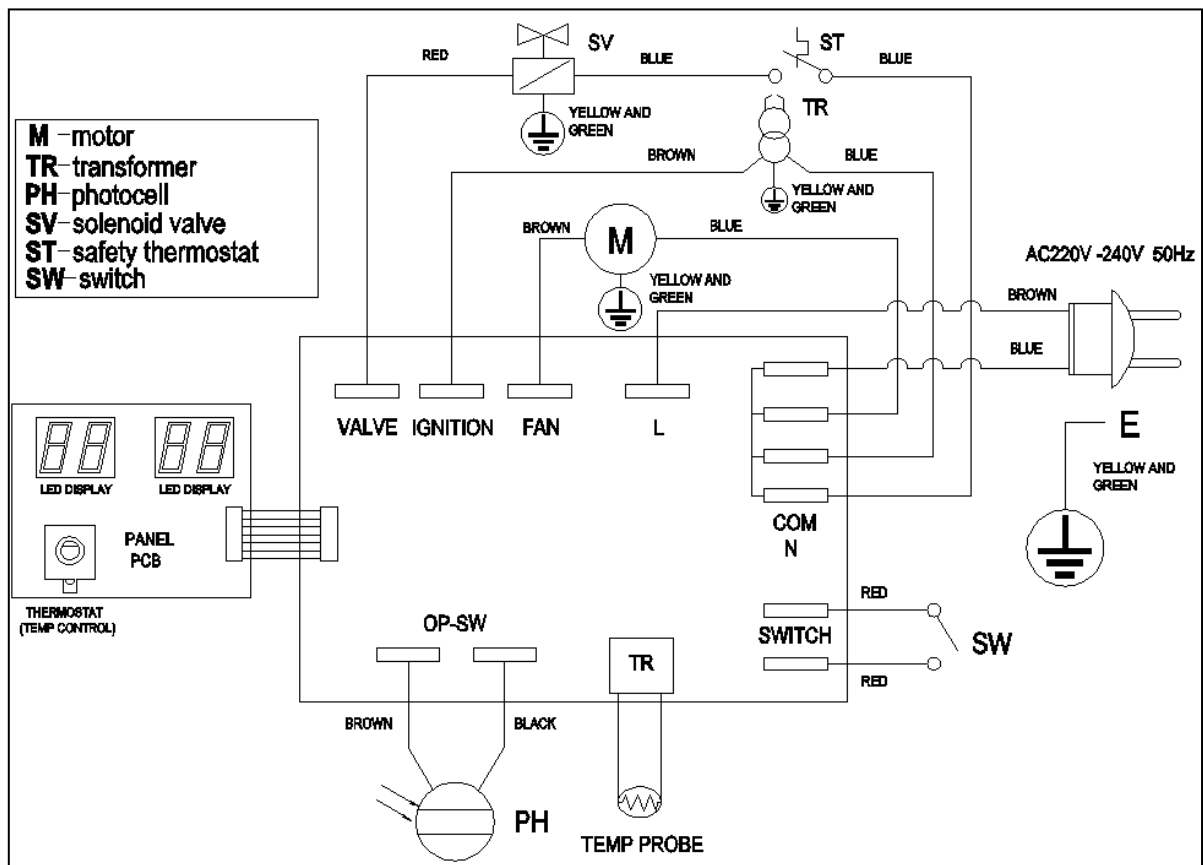 SV
ST
RED
BLUE
BLUE
YELLOW AND
GREEN
TR
M-motor
TR-transformer
PH-photocell
SV-solenoid valve
ST-safety thermostat
SW-switch
BROWN
BLUE
YELLOW AND
GREEN
BROWN
M
BLUE
YELLOW AND
GREEN
AC220V -240V 50Hz
BROWN
BLUE
VALVE
IGNITION
FAN
L
COM
N
E
YELLOW AND
GREEN
88
88
LED DISPLAY
LED DISPLAY
PANEL
PCB
THERMOSTAT
(TEMP CONTROL)
OP-SW
TR
SWITCH
RED
SW
RED
BROWN
BLACK
PH
TEMP PROBE